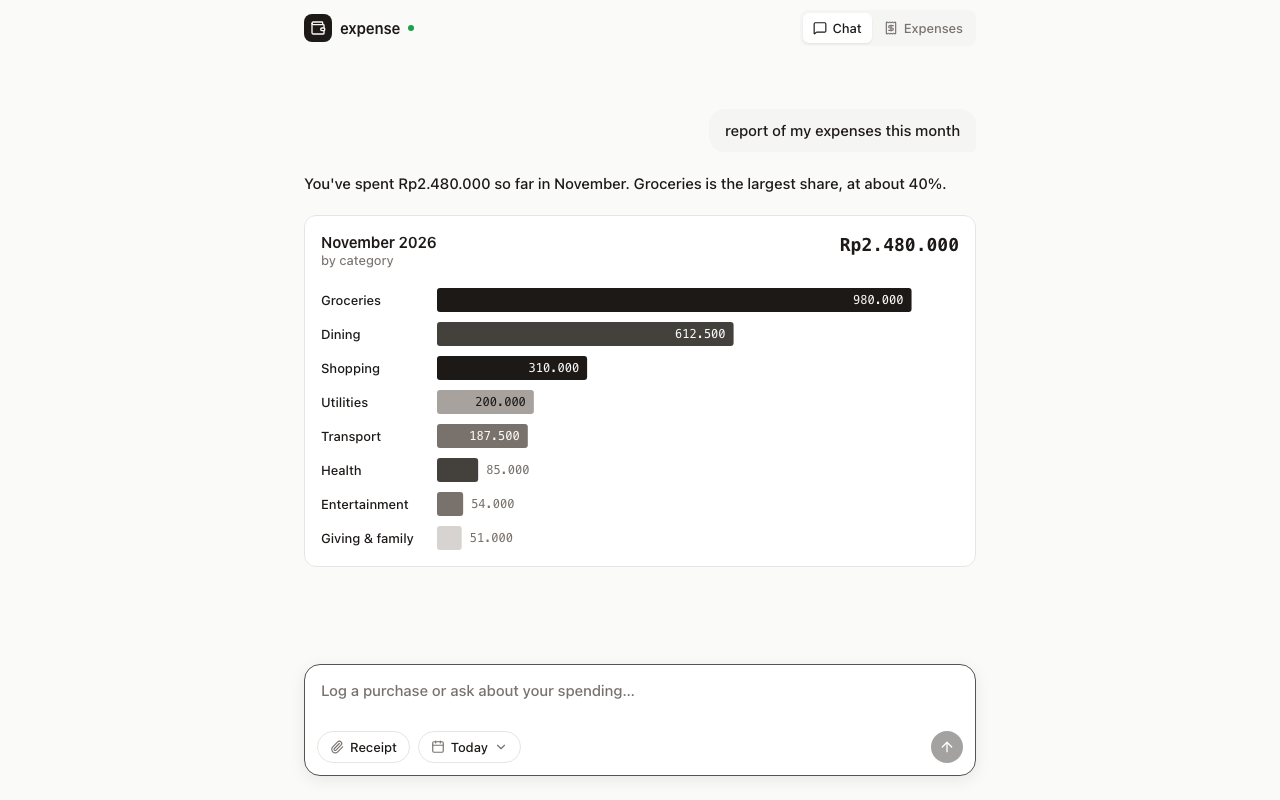 expense
Chat
Expenses
report of my expenses this month
You've spent Rp2.480.000 so far in November. Groceries is the largest share, at about 40%.
November 2026
Rp2.480.000
by category
Groceries 980.000
Dining 612.500
Shopping 310.000
Utilities 200.000
Transport 187.500
Health 85.000
Entertainment 54.000
Giving & family 51.000
Log a purchase or ask about your spending...
Receipt
Today